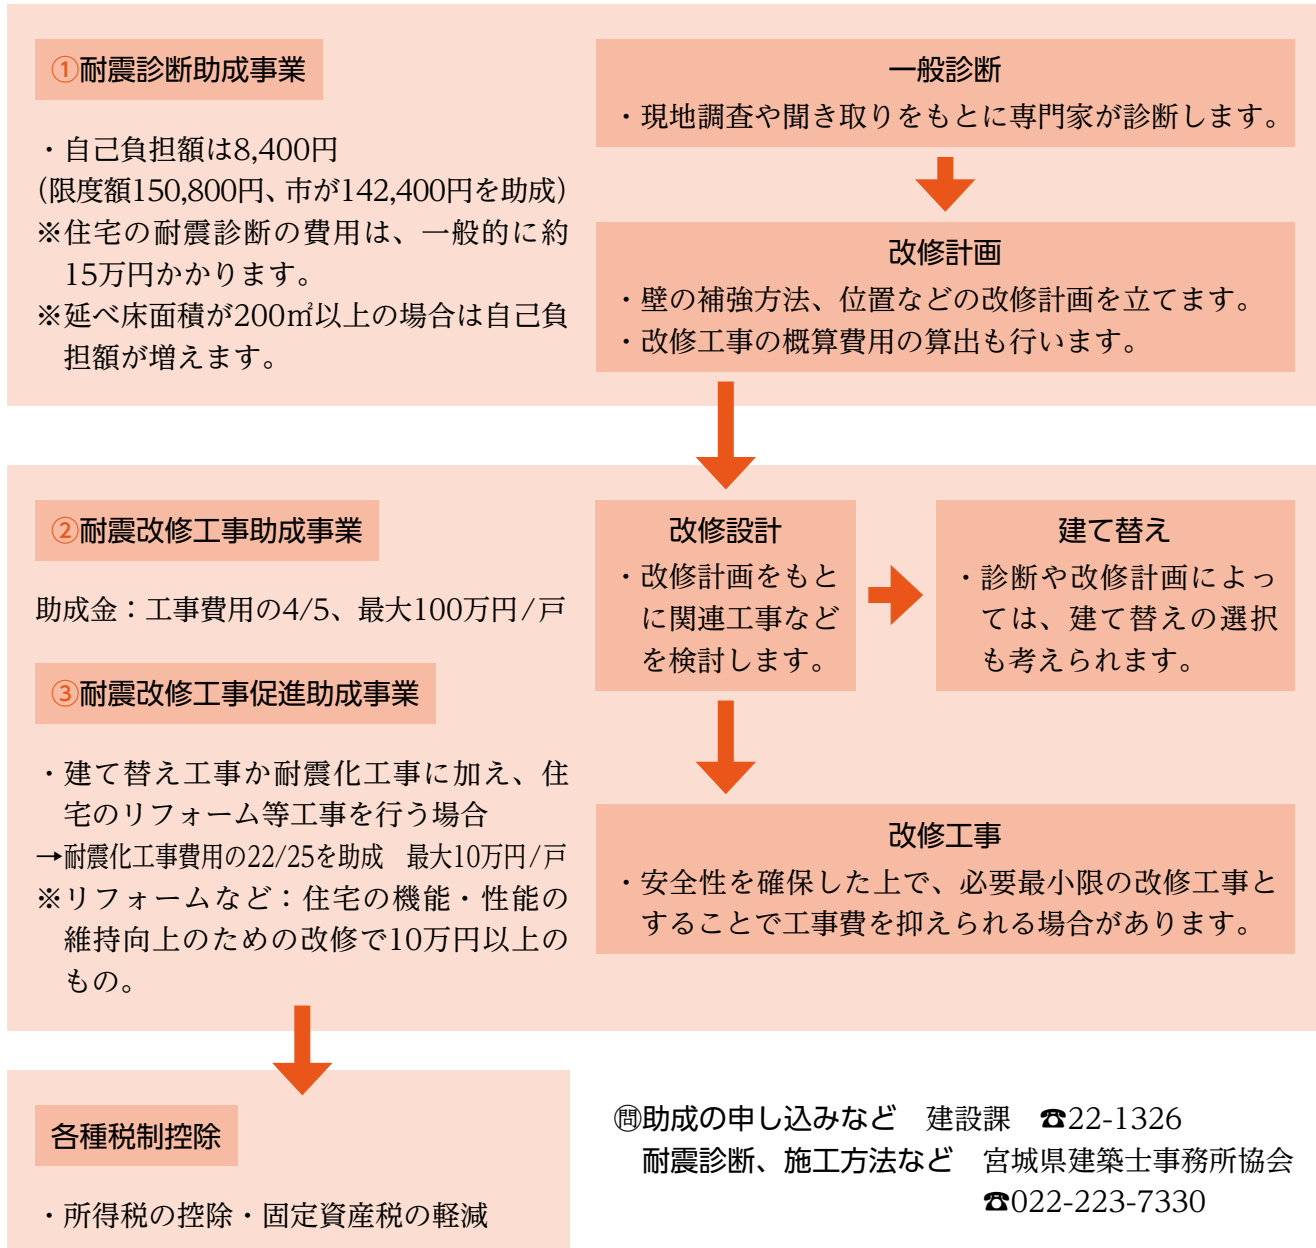 ①耐震診断助成事業
・自己負担額は8,400円
（限度額150,800円、市が142,400円を助成）
※住宅の耐震診断の費用は、一般的に約
15万円かかります。
※延べ床面積が200㎡以上の場合は自己負
担額が増えます。
一般診断
・現地調査や聞き取りをもとに専門家が診断します。
改修計画
・壁の補強方法、位置などの改修計画を立てます。
・改修工事の概算費用の算出も行います。
②耐震改修工事助成事業
助成金：工事費用の4/5、最大100万円/戸
③耐震改修工事促進助成事業
・建て替え工事か耐震化工事に加え、住
宅のリフォーム等工事を行う場合
→耐震化工事費用の22/25を助成　最大10万円/戸
※リフォームなど：住宅の機能・性能の
維持向上のための改修で10万円以上の
もの。
改修設計
・改修計画をもと
に関連工事など
を検討します。
建て替え
・診断や改修計画によっ
ては、建て替えの選択
も考えられます。
改修工事
・安全性を確保した上で、必要最小限の改修工事と
することで工事費を抑えられる場合があります。
各種税制控除
・所得税の控除・固定資産税の軽減
㉄助成の申し込みなど　建設課　☎22-1326
耐震診断、施工方法など　宮城県建築士事務所協会
☎022-223-7330